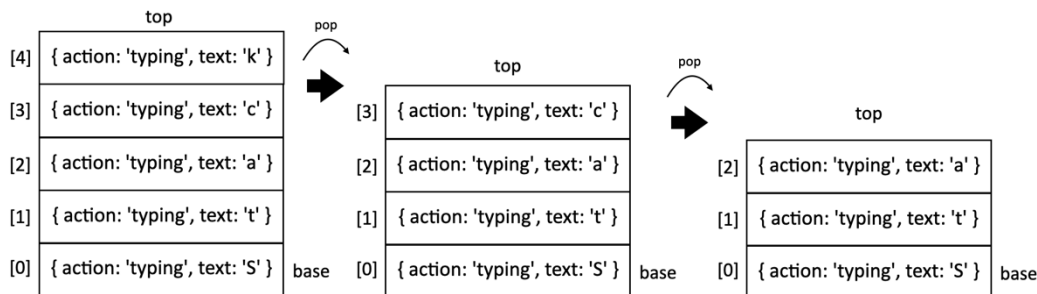 top
[4] { action: 'typing', text: 'k' }
[3] { action: 'typing', text: 'c' }
[2] { action: 'typing', text: 'a' }
[1] { action: 'typing', text: 't' }
[0] { action: 'typing', text: 'S' } base
pop
top
[3] { action: 'typing', text: 'c' }
[2] { action: 'typing', text: 'a' }
[1] { action: 'typing', text: 't' }
[0] { action: 'typing', text: 'S' } base
pop
top
[2] { action: 'typing', text: 'a' }
[1] { action: 'typing', text: 't' }
[0] { action: 'typing', text: 'S' } base